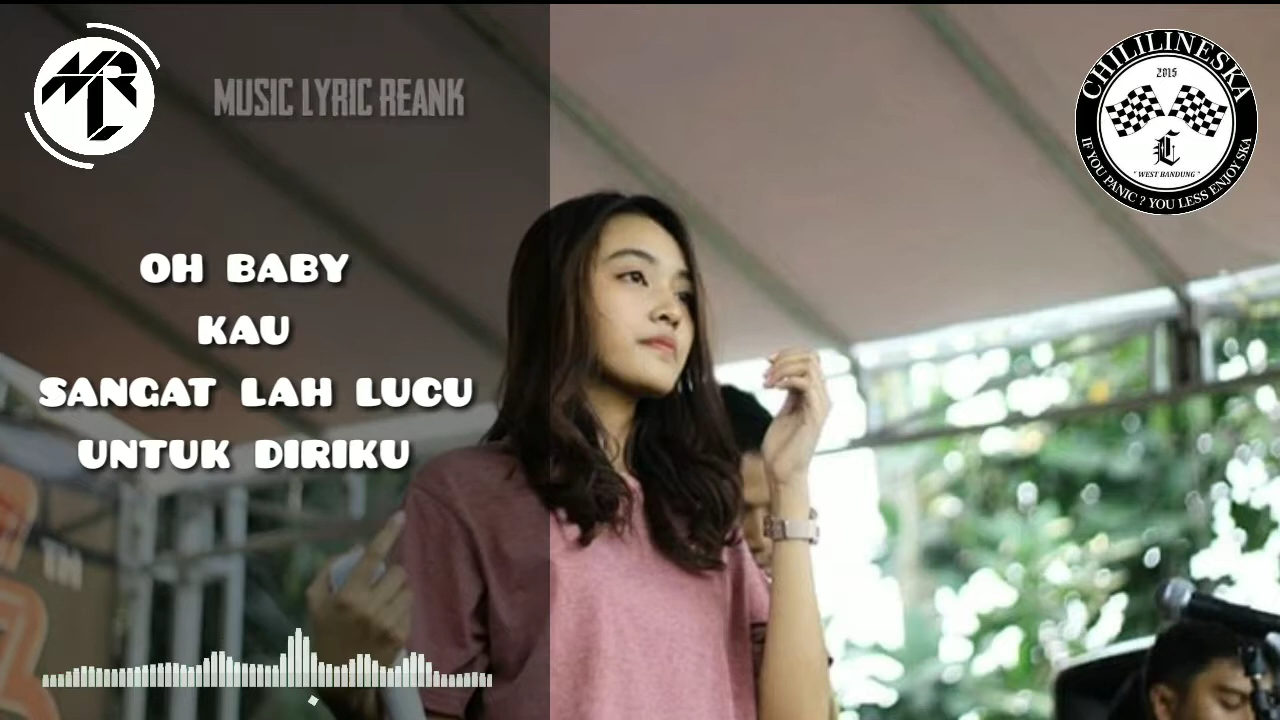 MRL
MUSIC LYRIC REANK
CHILILINESKA
2015
C
"WEST BANDUNG"
IF YOU PANIC ? YOU LESS ENJOY SKA
OH BABY
KAU
SANGAT LAH LUCU
UNTUK DIRIKU